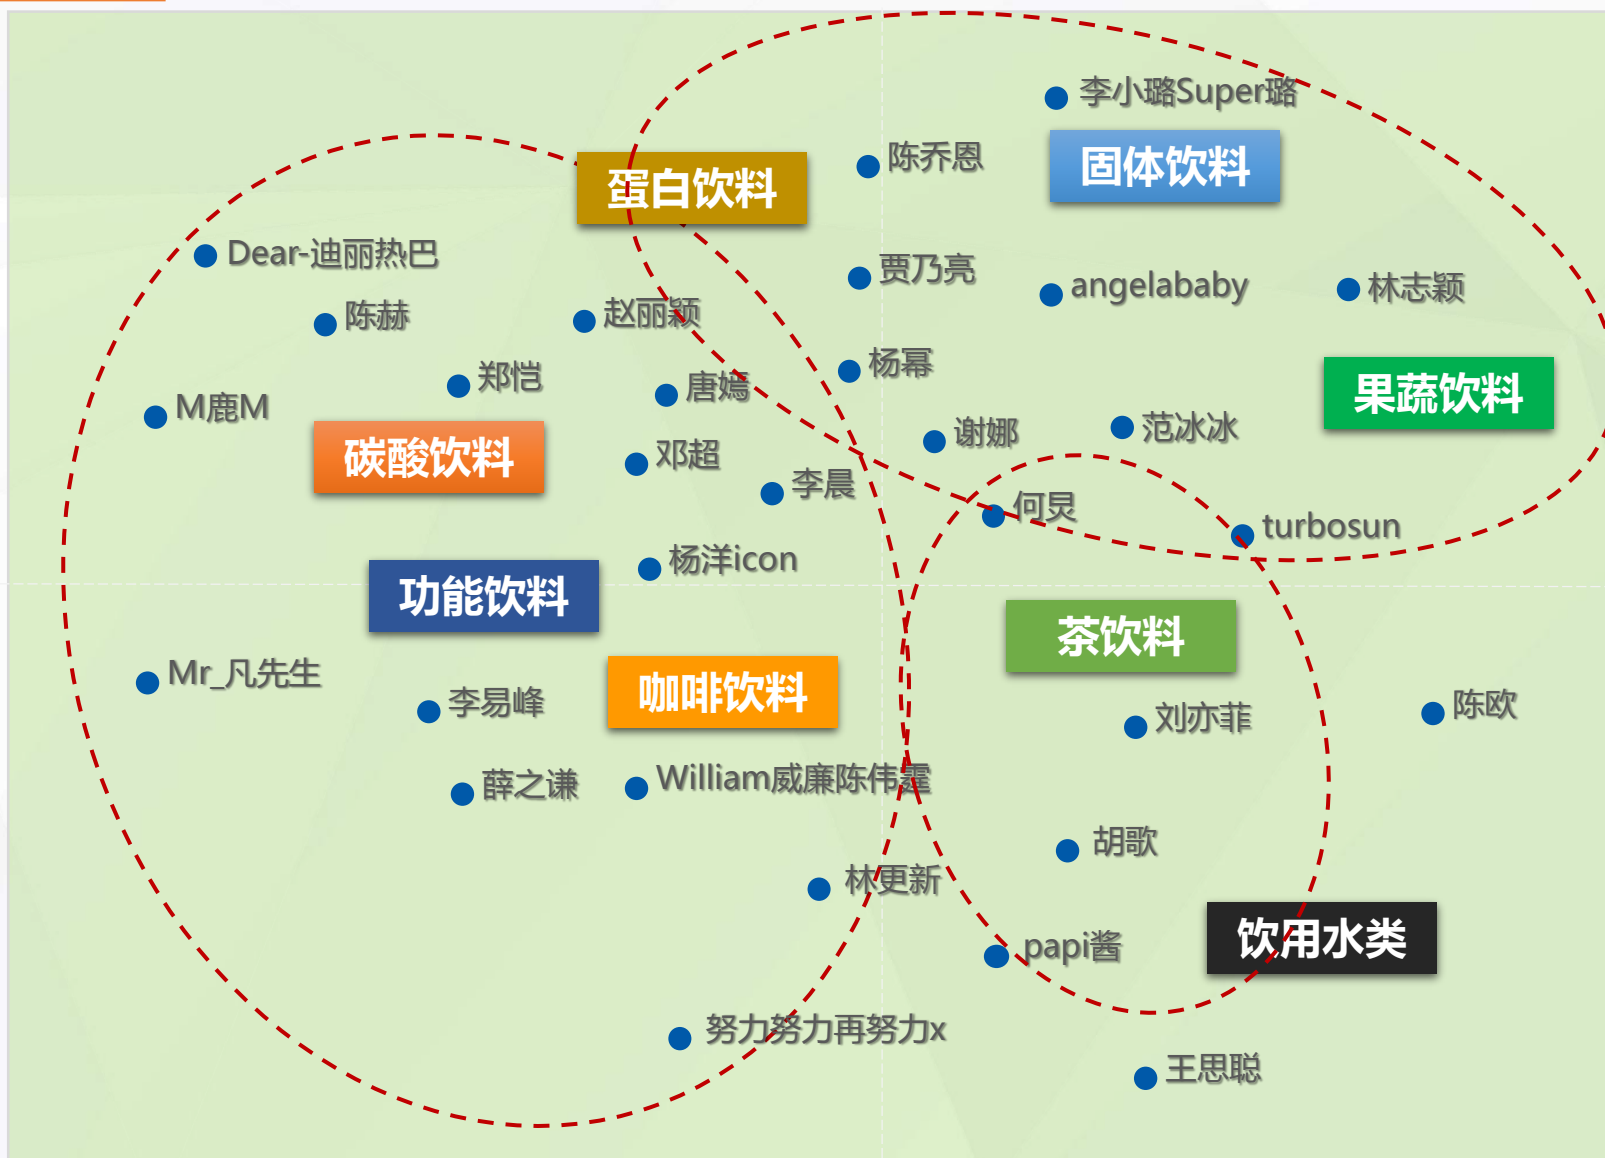 李小璐Super璐
陈乔恩
固体饮料
蛋白饮料
Dear-迪丽热巴
贾乃亮
angelababy
林志颖
陈赫
赵丽颖
杨幂
郑恺
唐嫣
果蔬饮料
M鹿M
谢娜
范冰冰
碳酸饮料
邓超
李晨
何炅
turbosun
杨洋icon
功能饮料
茶饮料
Mr_凡先生
李易峰
咖啡饮料
刘亦菲
陈欧
薛之谦
William威廉陈伟霆
胡歌
林更新
papi酱
饮用水类
努力努力再努力x
王思聪